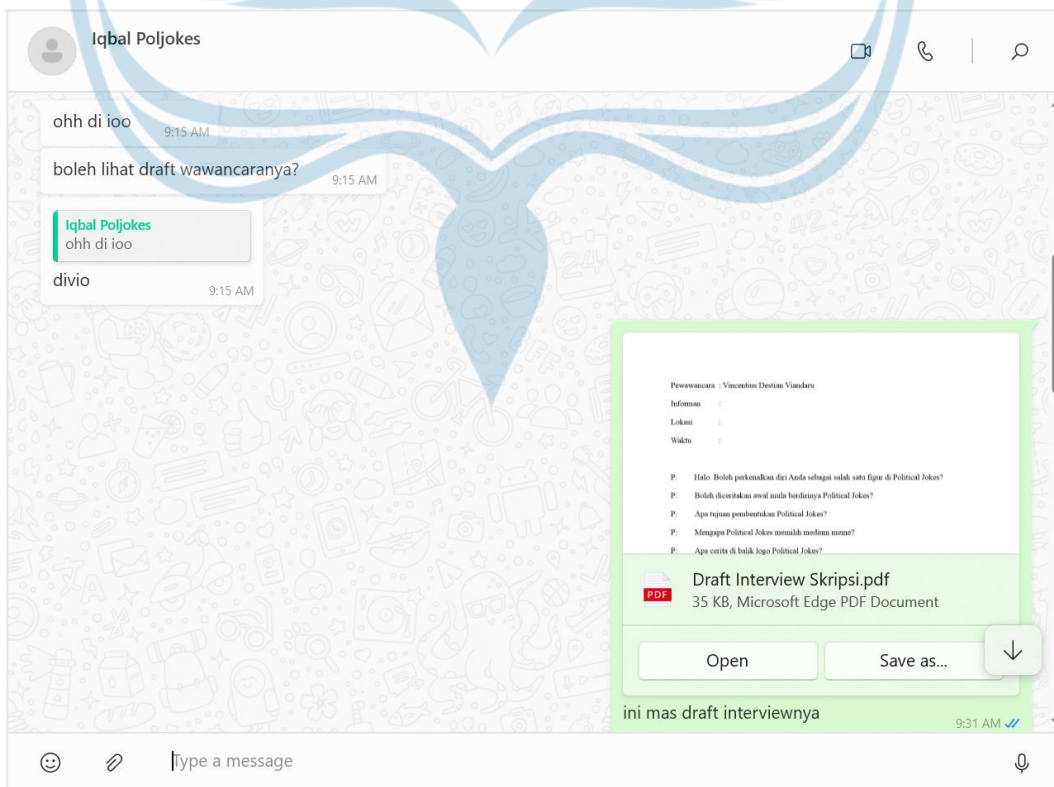 Iqbal Poljokes
ohh di ioo
9:15 AM
boleh lihat draft wawancaranya?
9:15 AM
Iqbal Poljokes
ohh di ioo
divio
9:15 AM
Pewawancara : Vincentius Destian Viandaru
Informan :
Lokasi :
Waktu :
P: Halo. Boleh perkenalkan diri Anda sebagai salah satu figur di Political Jokes?
P: Boleh diceritakan awal mula berdirinya Political Jokes?
P: Apa tujuan pembentukan Political Jokes?
P: Mengapa Political Jokes memilih medium meme?
P: Apa cerita di balik logo Political Jokes?
PDF
Draft Interview Skripsi.pdf
35 KB, Microsoft Edge PDF Document
Open Save as...
ini mas draft interviewnya
9:31 AM
Type a message